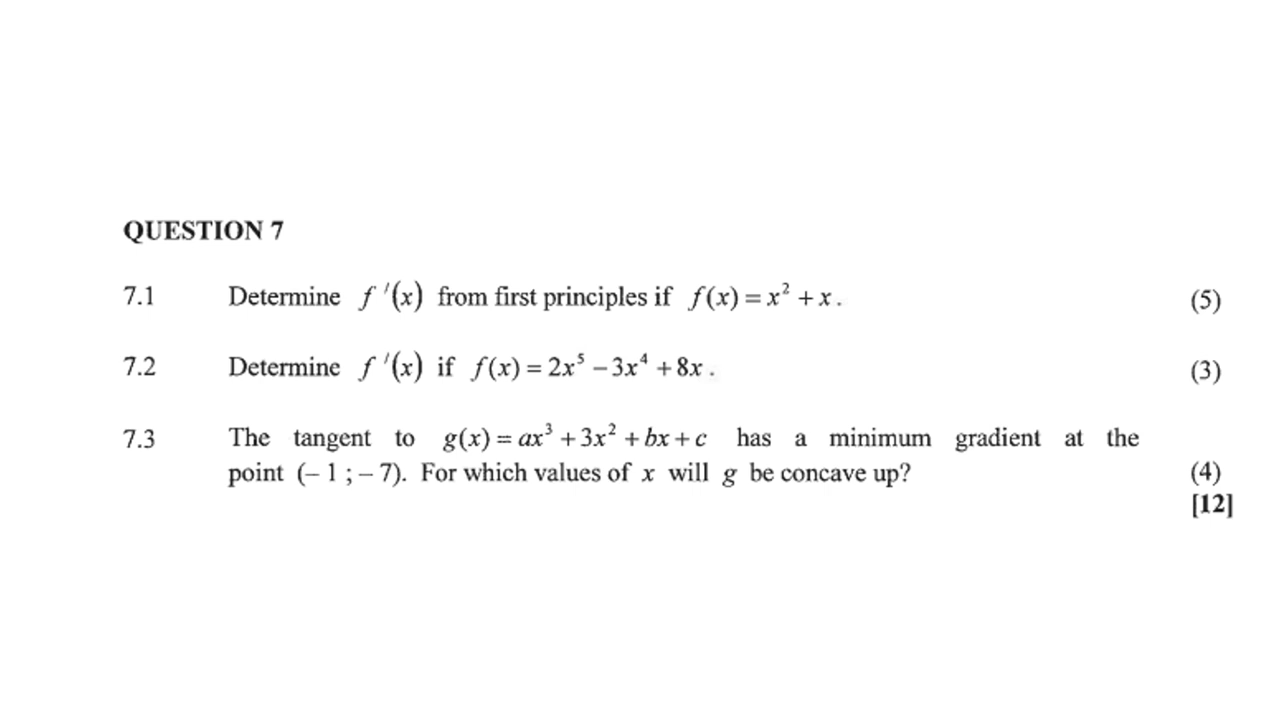 QUESTION 7
7.1 Determine f ′(x) from first principles if f(x) = x² + x. (5)
7.2 Determine f ′(x) if f(x) = 2x⁵ − 3x⁴ + 8x. (3)
7.3 The tangent to g(x) = ax³ + 3x² + bx + c has a minimum gradient at the
point (– 1 ; – 7). For which values of x will g be concave up? (4)
[12]